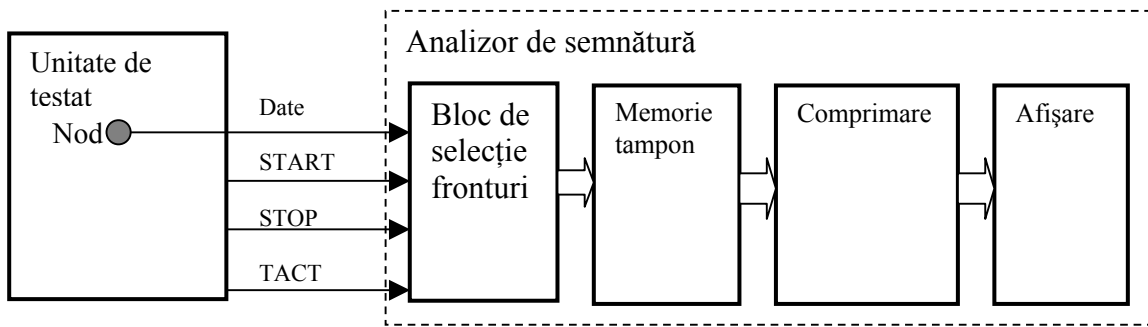 Analizor de semnătură
Unitate de
testat
Nod
Date
START
STOP
TACT
Bloc de
selecție
fronturi
Memorie
tampon
Comprimare
Afişare